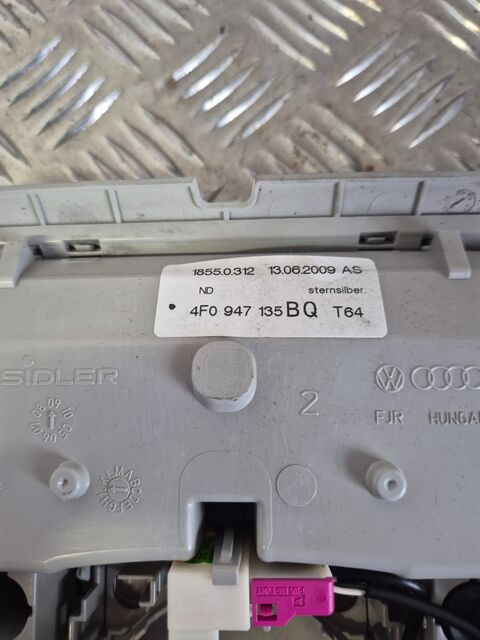 1855.0.312 13.06.2009 AS
ND sternsilber.
4F0 947 135 BQ T64
SIDLER
2
FJR HUNGA